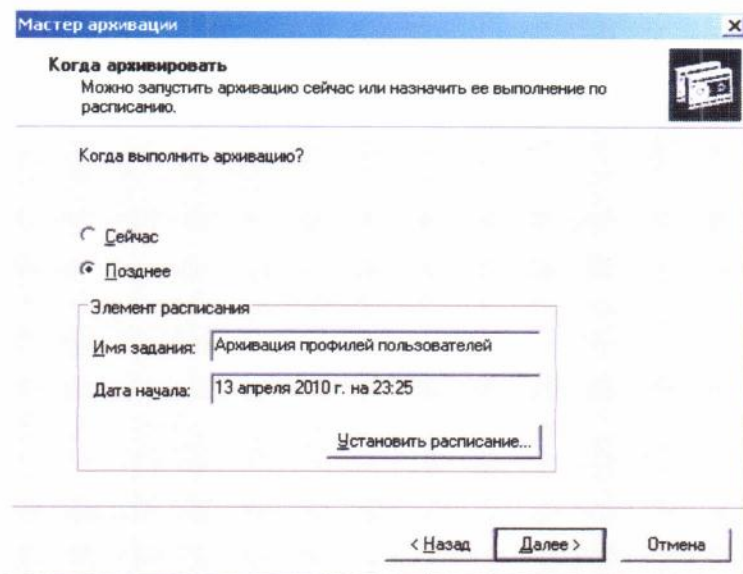 Мастер архивации
Когда архивировать
Можно запустить архивацию сейчас или назначить ее выполнение по
расписанию.
Когда выполнить архивацию?
Сейчас
Позднее
Элемент расписания
Имя задания: Архивация профилей пользователей
Дата начала: 13 апреля 2010 г. на 23:25
Установить расписание...
< Назад Далее > Отмена